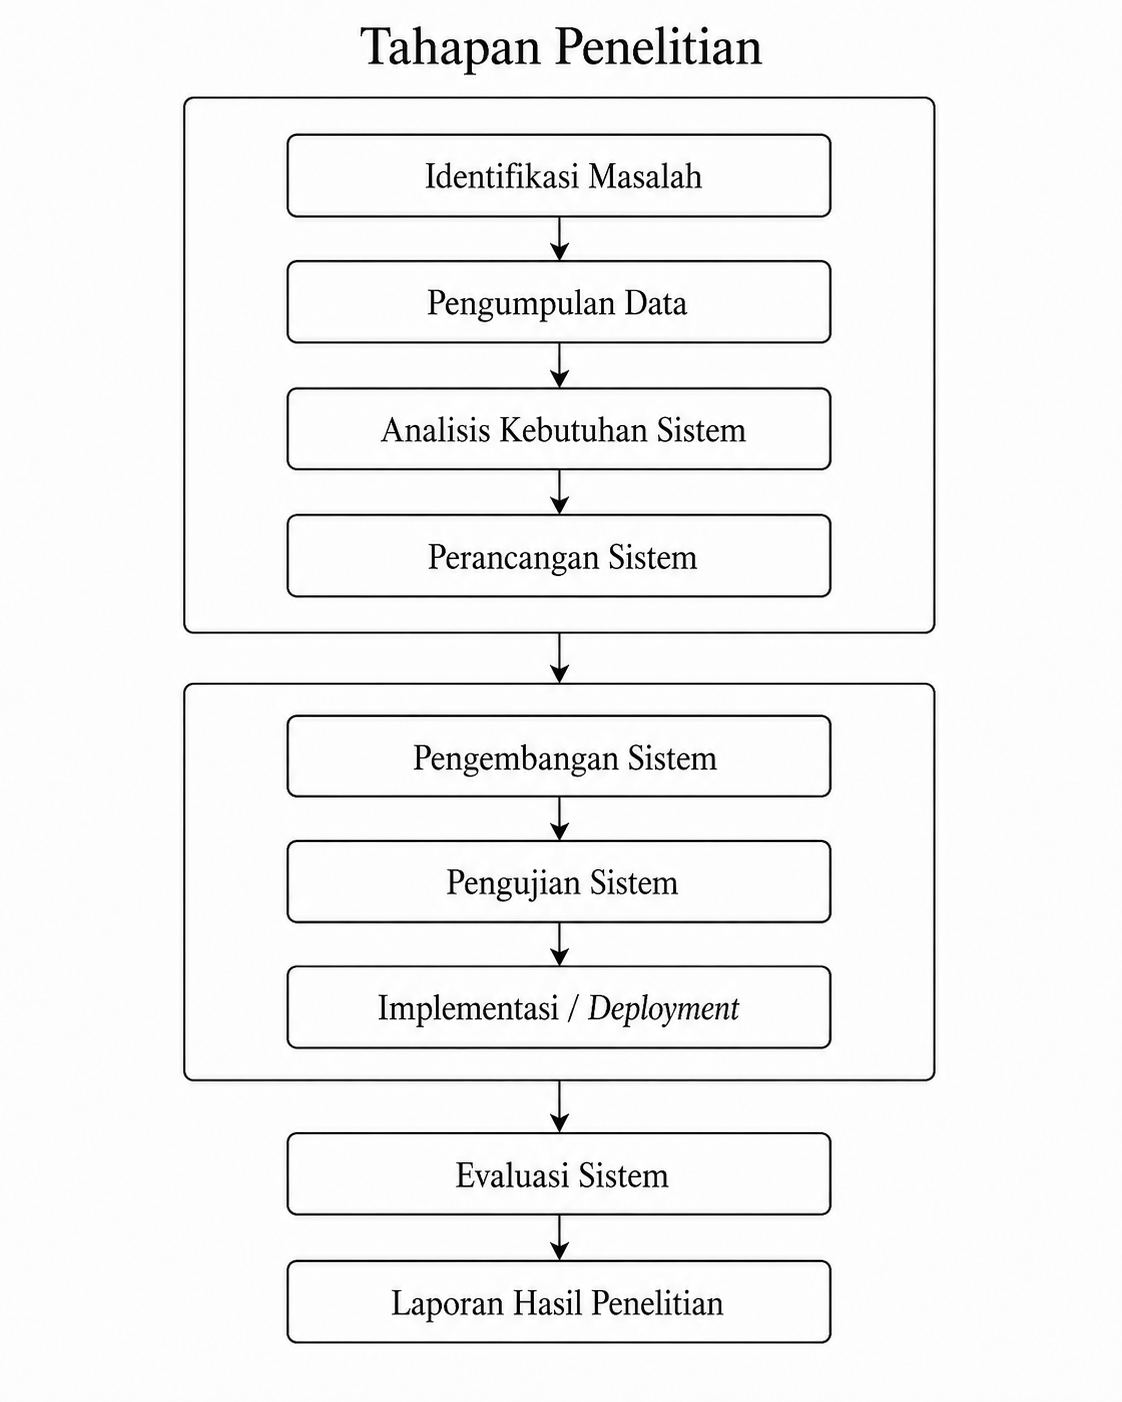 Tahapan Penelitian
Identifikasi Masalah
Pengumpulan Data
Analisis Kebutuhan Sistem
Perancangan Sistem
Pengembangan Sistem
Pengujian Sistem
Implementasi / Deployment
Evaluasi Sistem
Laporan Hasil Penelitian